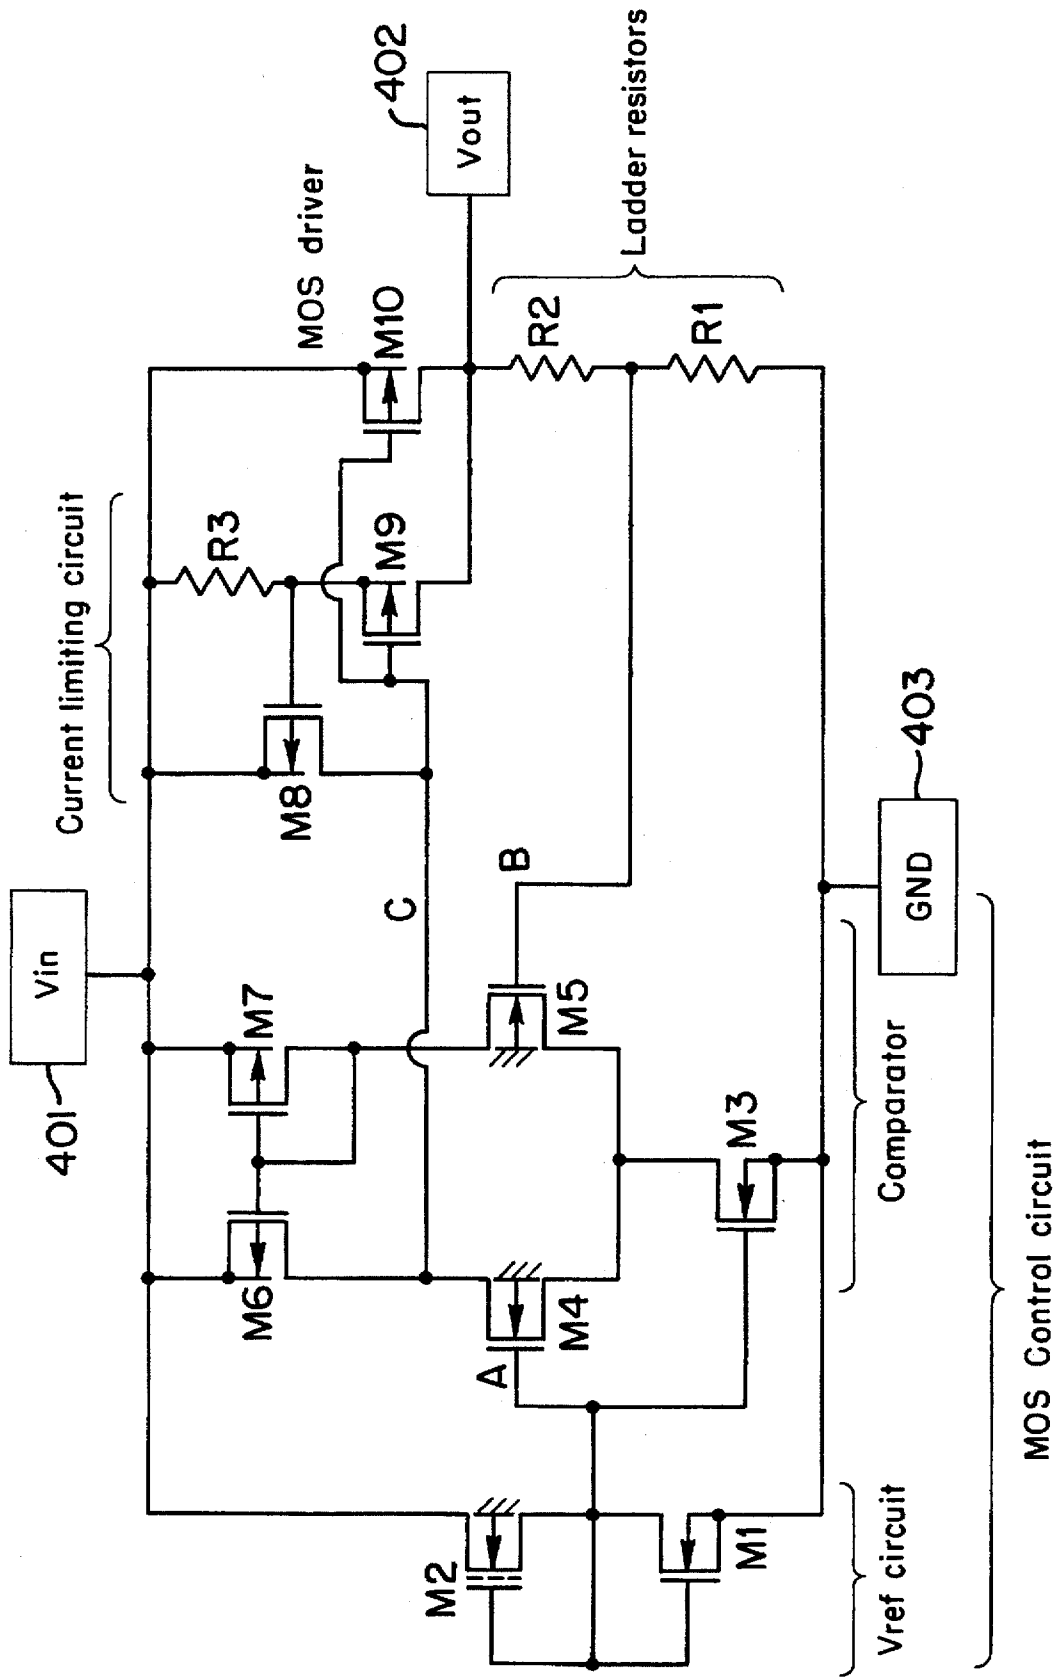 401
Vin
Current limiting circuit
MOS driver
402
Vout
M6
M7
M8
R3
M9
M10
C
Ladder resistors
R2
R1
A
B
M4
M5
M2
M1
M3
GND
403
Vref circuit
Comparator
MOS Control circuit